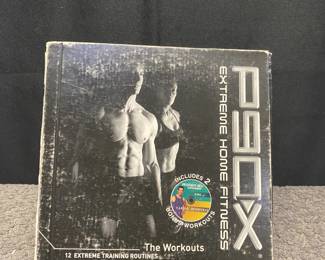 P90X
EXTREME HOME FITNESS
INCLUDES 2
BONUS WORKOUTS
The Workouts
12 EXTREME TRAINING ROUTINES